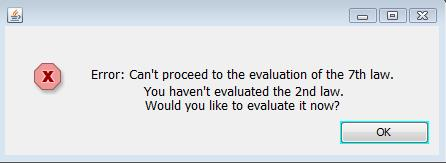 Error: Can't proceed to the evaluation of the 7th law.
You haven't evaluated the 2nd law.
Would you like to evaluate it now?
OK